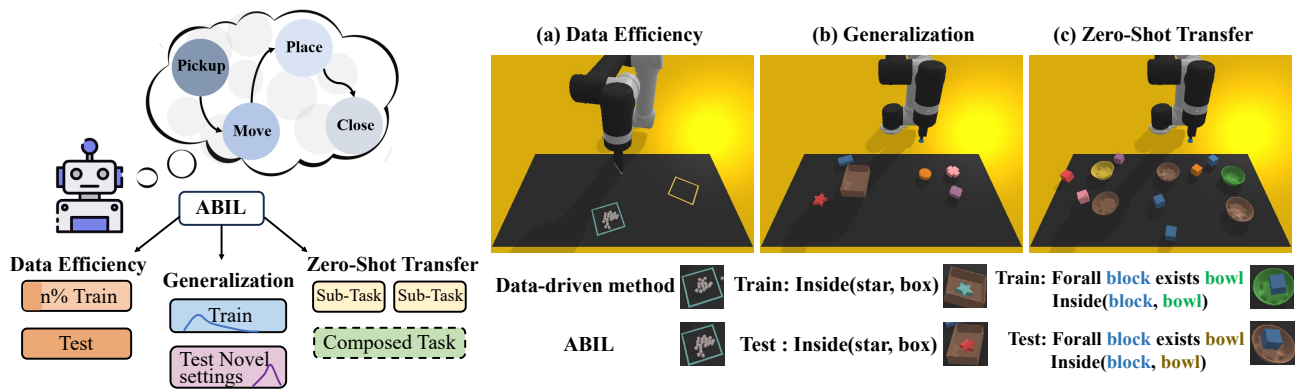 Pickup
Place
Move
Close
ABIL
Data Efficiency
n% Train
Test
Generalization
Train
Test Novel
settings
Zero-Shot Transfer
Sub-Task
Sub-Task
Composed Task
(a) Data Efficiency
(b) Generalization
(c) Zero-Shot Transfer
Data-driven method
ABIL
Train: Inside(star, box)
Test : Inside(star, box)
Train: Forall block exists bowl
Inside(block, bowl)
Test: Forall block exists bowl
Inside(block, bowl)